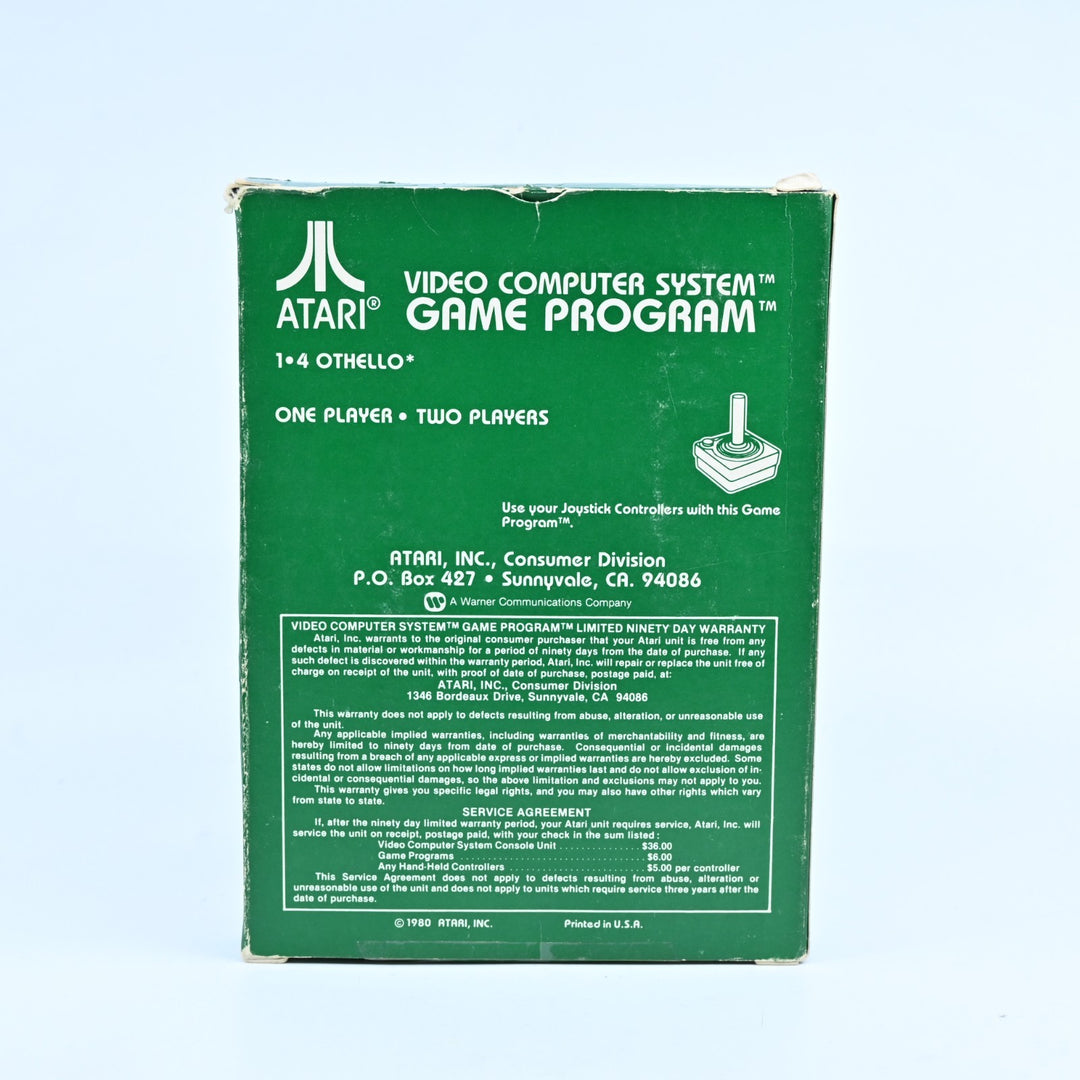 ATARI® VIDEO COMPUTER SYSTEM™
GAME PROGRAM™
1•4 OTHELLO*
ONE PLAYER • TWO PLAYERS
Use your Joystick Controllers with this Game
Program™.
ATARI, INC., Consumer Division
P.O. Box 427 • Sunnyvale, CA. 94086
A Warner Communications Company
VIDEO COMPUTER SYSTEM™ GAME PROGRAM™ LIMITED NINETY DAY WARRANTY
Atari, Inc. warrants to the original consumer purchaser that your Atari unit is free from any
defects in material or workmanship for a period of ninety days from the date of purchase. If any
such defect is discovered within the warranty period, Atari, Inc. will repair or replace the unit free of
charge on receipt of the unit, with proof of date of purchase, postage paid, at:
ATARI, INC., Consumer Division
1346 Bordeaux Drive, Sunnyvale, CA 94086
This warranty does not apply to defects resulting from abuse, alteration, or unreasonable use
of the unit.
Any applicable implied warranties, including warranties of merchantability and fitness, are
hereby limited to ninety days from date of purchase. Consequential or incidental damages
resulting from a breach of any applicable express or implied warranties are hereby excluded. Some
states do not allow limitations on how long implied warranties last and do not allow exclusion of in-
cidental or consequential damages, so the above limitation and exclusions may not apply to you.
This warranty gives you specific legal rights, and you may also have other rights which vary
from state to state.
SERVICE AGREEMENT
If, after the ninety day limited warranty period, your Atari unit requires service, Atari, Inc. will
service the unit on receipt, postage paid, with your check in the sum listed:
Video Computer System Console Unit . . . . . . . . . . . . . $36.00
Game Programs . . . . . . . . . . . . . . . . . . . . . . . . . . . . . $6.00
Any Hand-Held Controllers . . . . . . . . . . . . . . . . . . . . . $5.00 per controller
This Service Agreement does not apply to defects resulting from abuse, alteration or
unreasonable use of the unit and does not apply to units which require service three years after the
date of purchase.
© 1980 ATARI, INC. Printed in U.S.A.